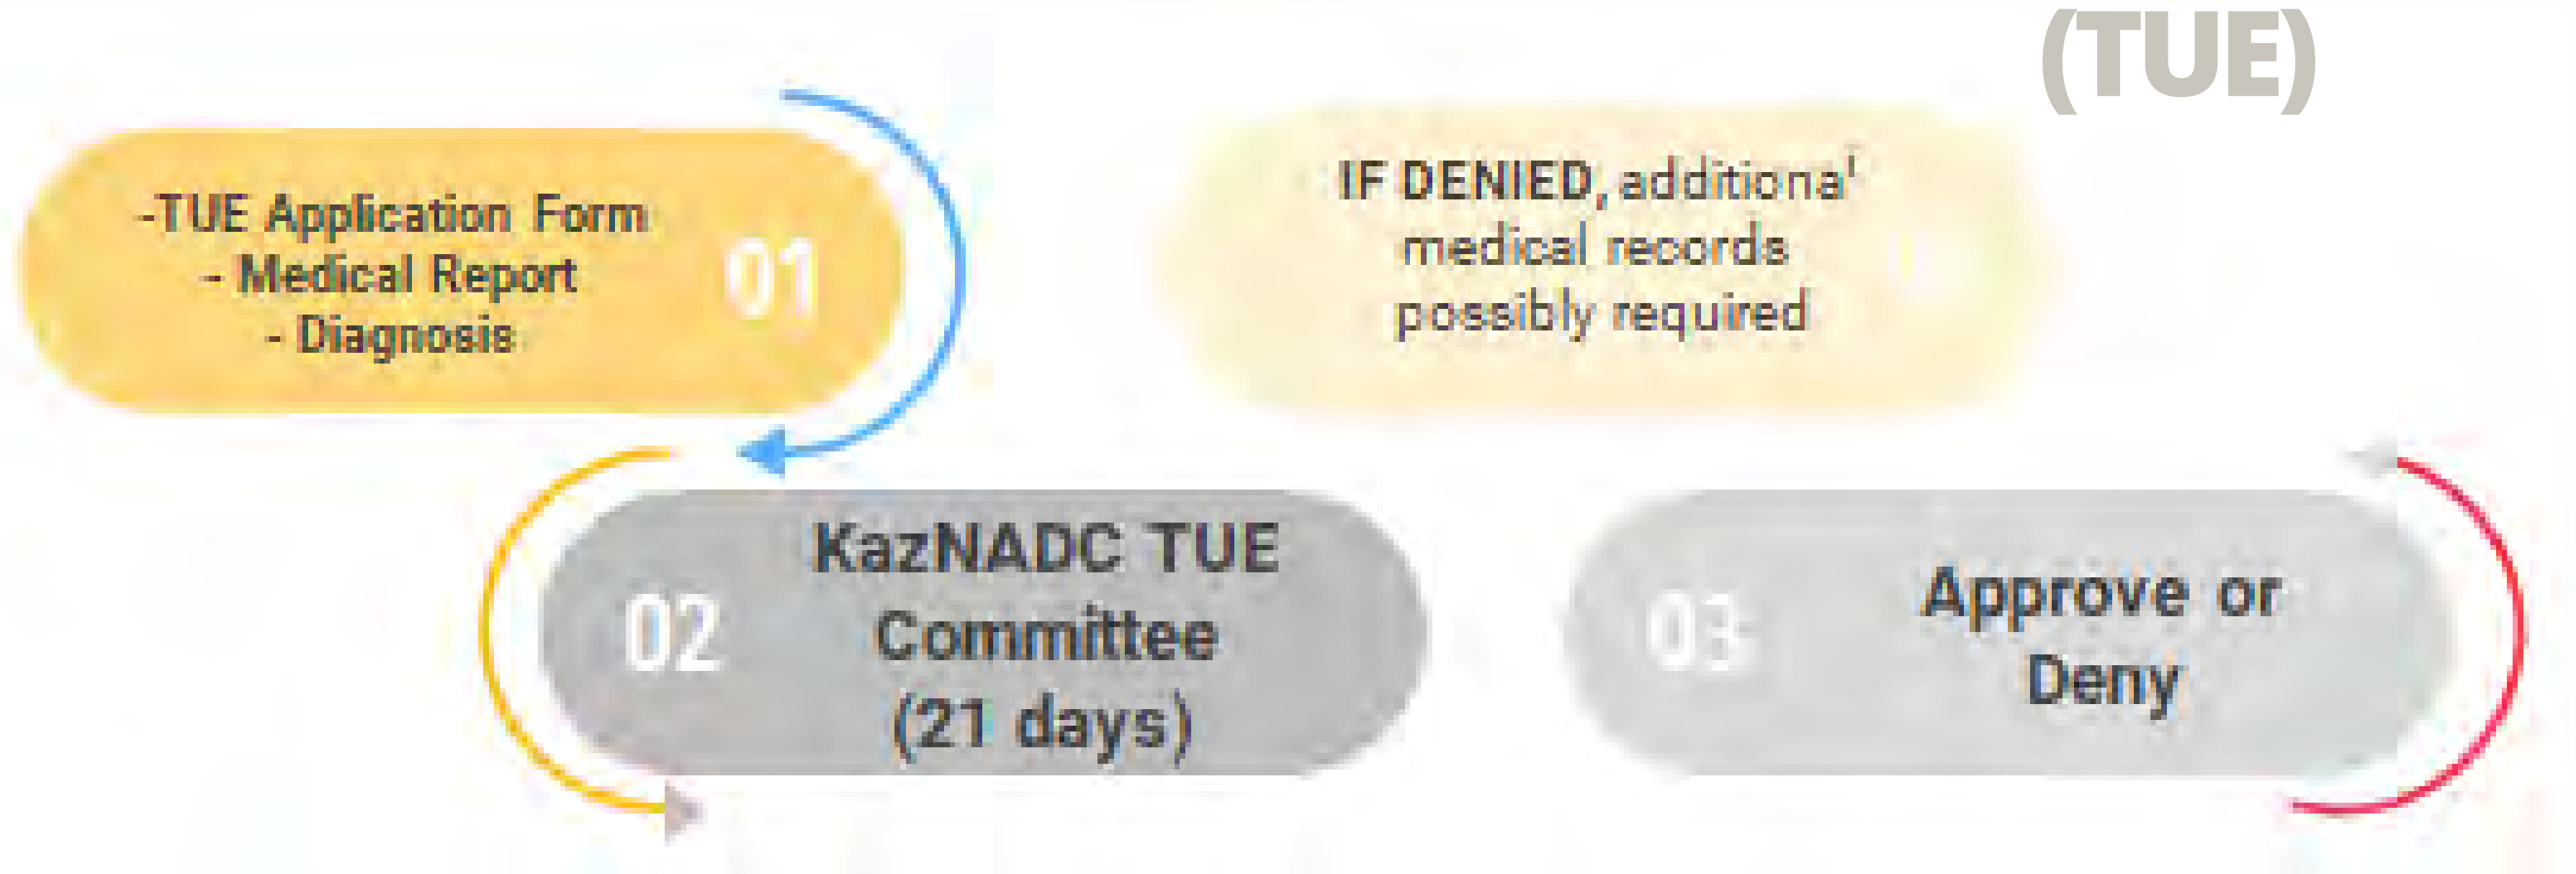 (TUE)
-TUE Application Form
- Medical Report
- Diagnosis
01
KazNADC TUE
Committee
(21 days)
02
03
Approve or
Deny
IF DENIED, additional
medical records
possibly required